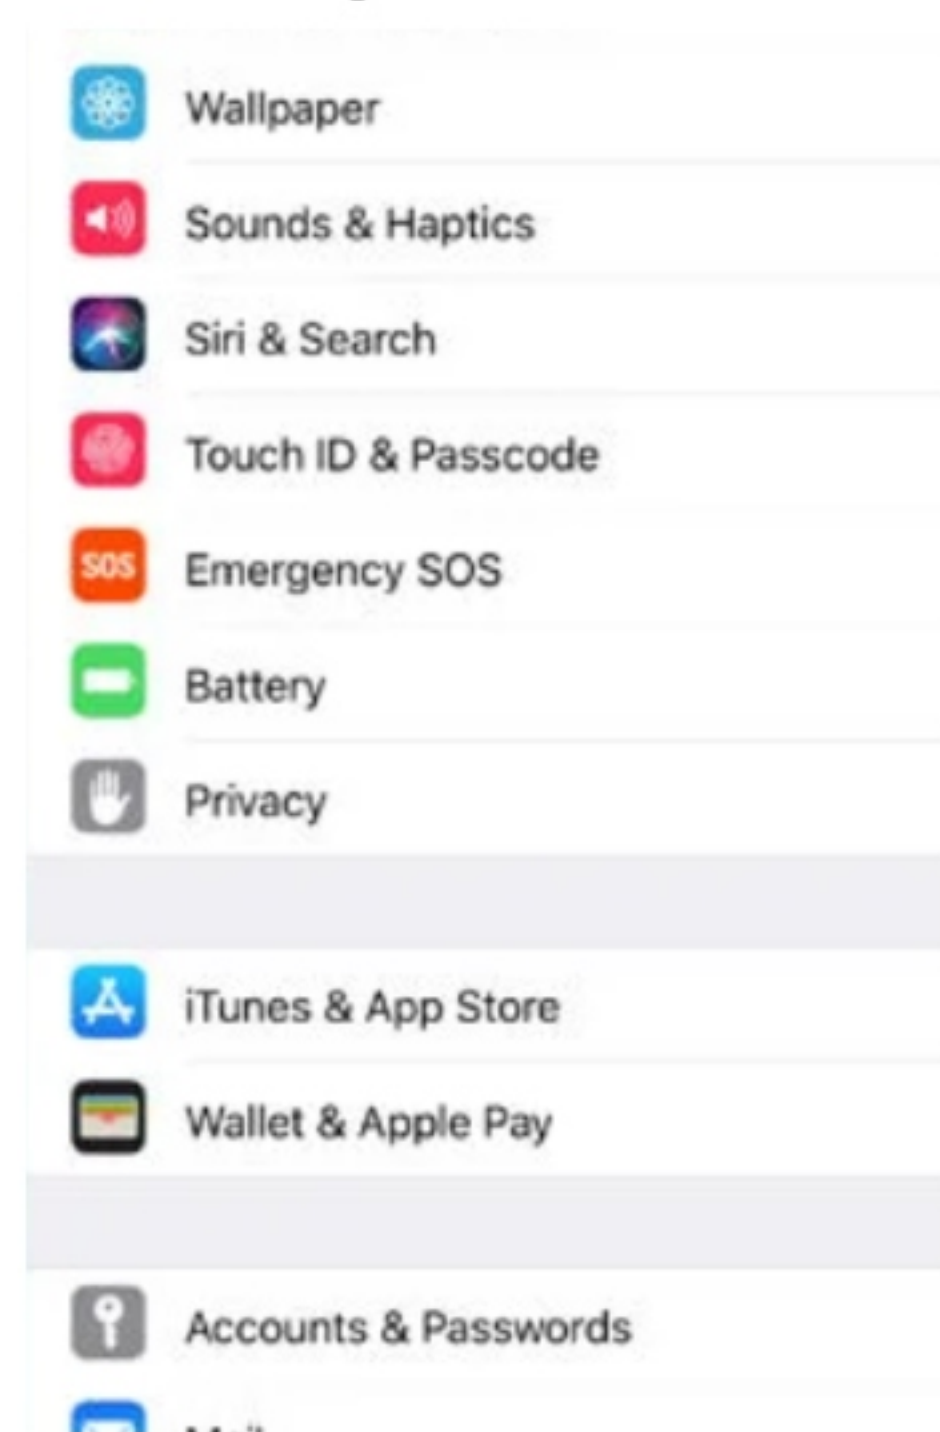 Wallpaper
Sounds & Haptics
Siri & Search
Touch ID & Passcode
SOS Emergency SOS
Battery
Privacy
iTunes & App Store
Wallet & Apple Pay
Accounts & Passwords